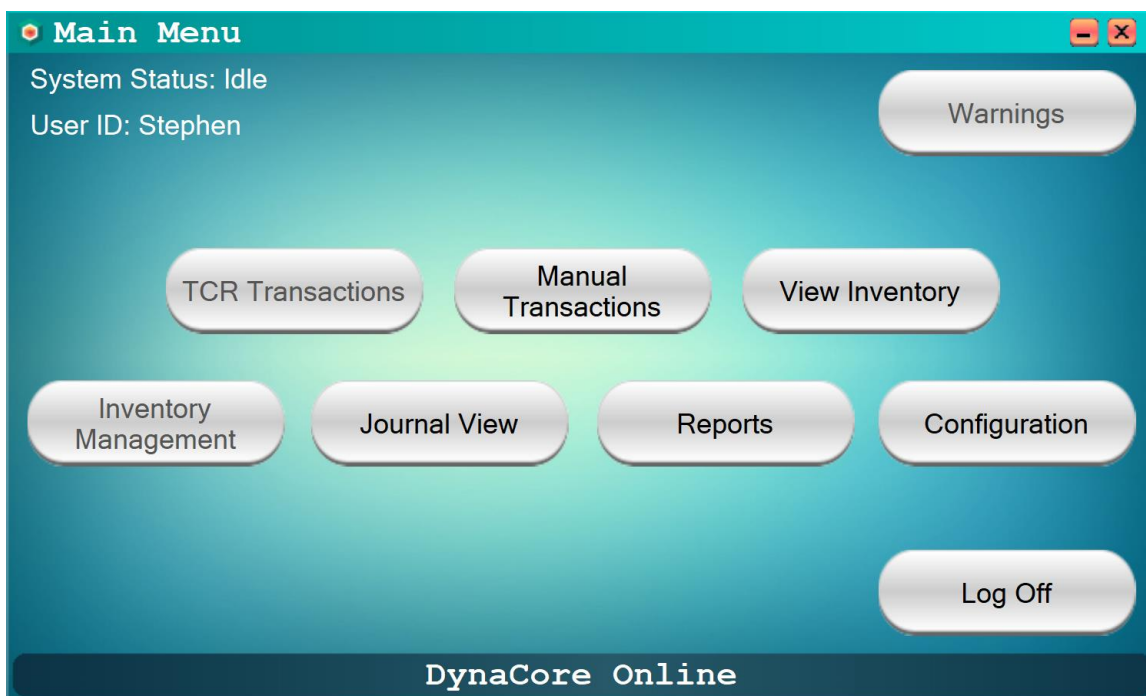 Main Menu
System Status: Idle
User ID: Stephen
Warnings
TCR Transactions
Manual
Transactions
View Inventory
Inventory
Management
Journal View
Reports
Configuration
Log Off
DynaCore Online